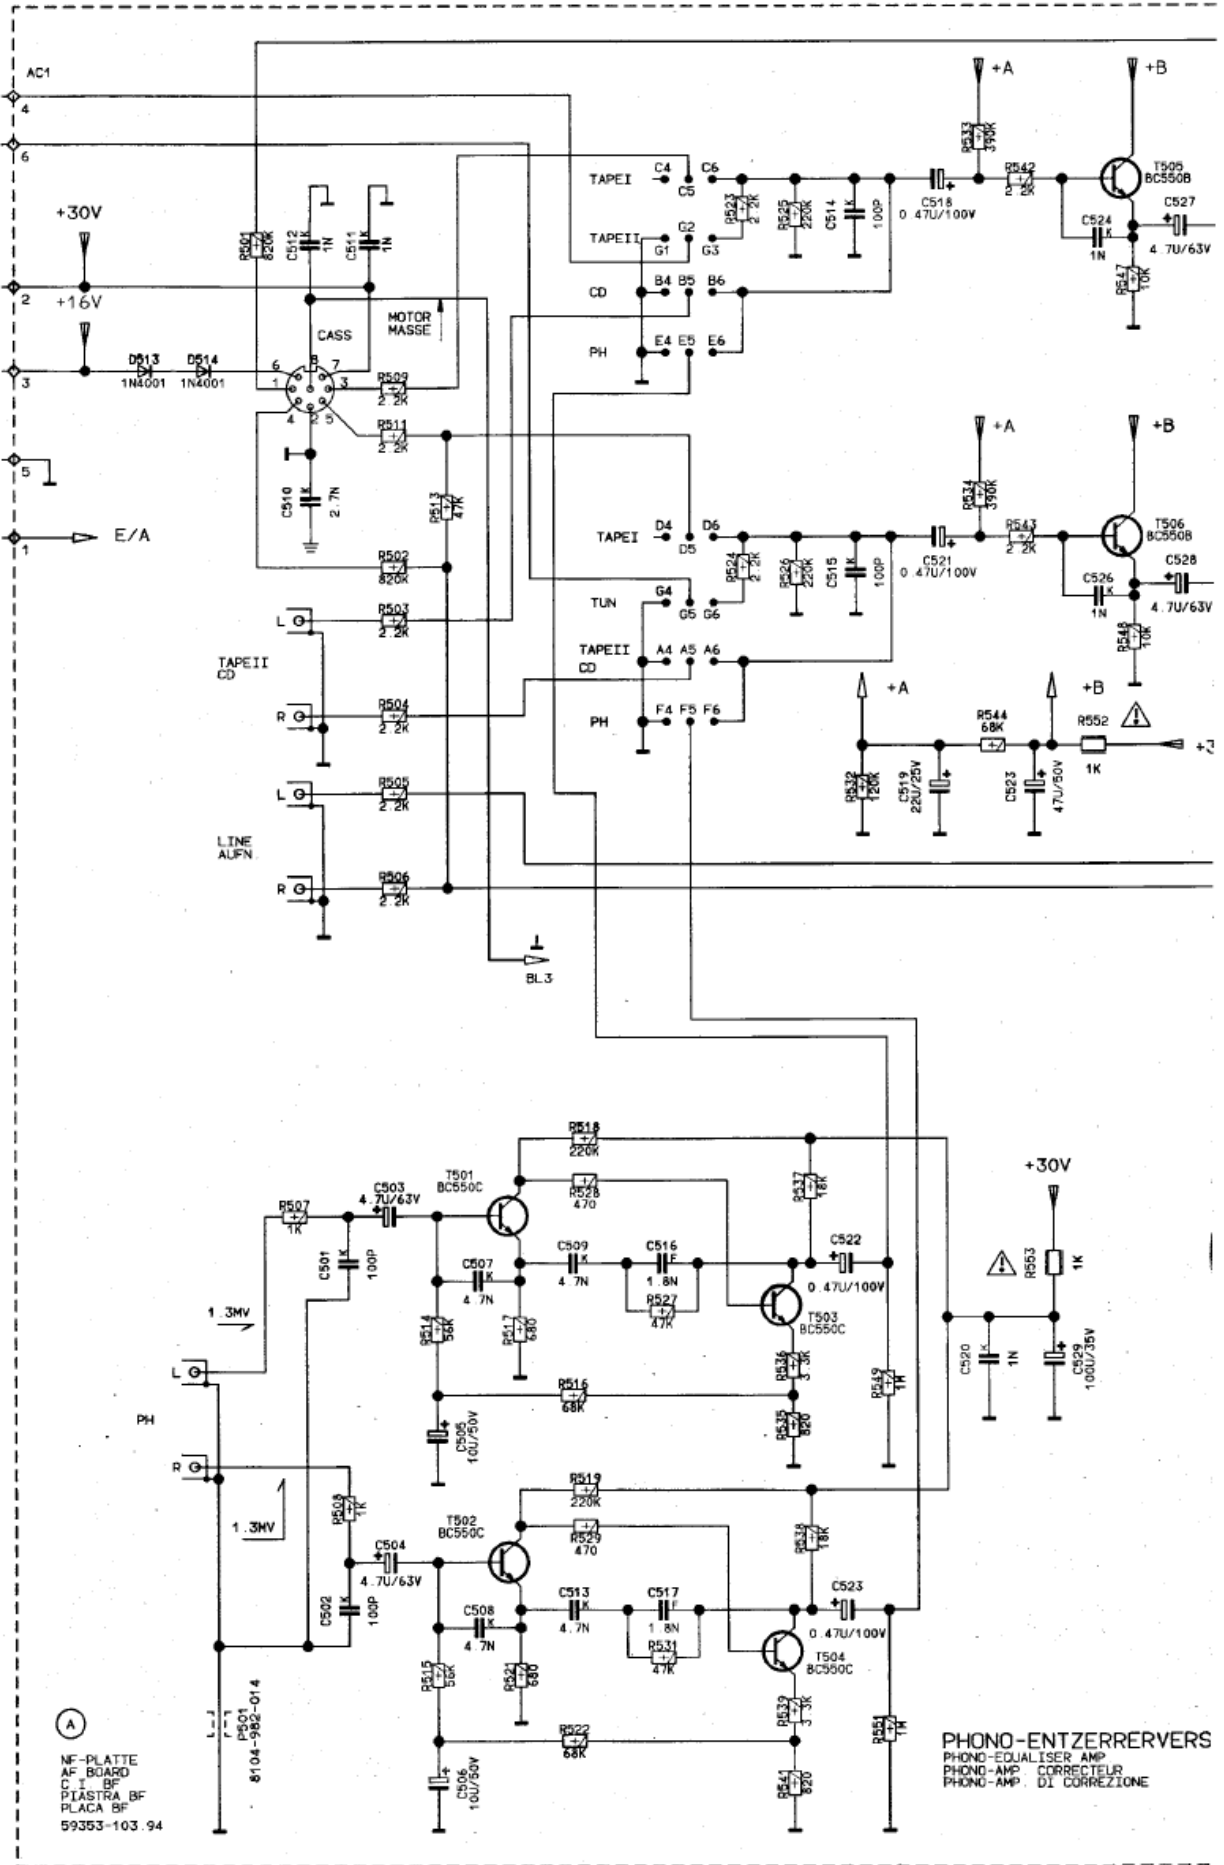 AC1
+A
+B
4
R533
390K
R542
2.2K
T505
BC550B
6
C4 C6
TAPEI
C5
R523
2.2K
R525
220K
C514
100P
C518
0.47U/100V
C524
1N
C527
4.7U/63V
R547
10K
+30V
R501
820K
C512
1N
C511
1N
G2
TAPEII
G1 G3
2
+16V
CD
B4 B5 B6
MOTOR
MASSE
CASS
PH
E4 E5 E6
3
D513
1N4001
D514
1N4001
6 8 7
1 3
4 2 5
R509
2.2K
R511
2.2K
+A
+B
5
C510
2.7N
R513
47K
R534
390K
R543
2.2K
T506
BC550B
1
E/A
TAPEI
D4 D6
D5
R524
2.2K
R526
220K
C515
100P
C521
0.47U/100V
C526
1N
C528
4.7U/63V
R548
10K
R502
820K
TUN
G4
G5 G6
L
R503
2.2K
TAPEII
CD
TAPEII
CD
A4 A5 A6
R
R504
2.2K
PH
F4 F5 F6
+A
+B
R544
68K
R552
1K
+3
R532
120K
C519
22U/25V
C523
47U/50V
L
R505
2.2K
LINE
AUFN.
R
R506
2.2K
BL3
R518
220K
T501
BC550C
R528
470
R537
18K
+30V
R507
1K
C503
4.7U/63V
C501
100P
C507
4.7N
C509
4.7N
C516
1.8N
F
R527
47K
C522
0.47U/100V
T503
BC550C
R553
1K
1.3MV
R514
56K
R517
680
R536
3.3K
R549
1M
C520
1N
C529
100U/35V
L
R516
68K
R535
820
PH
C505
10U/50V
R
R519
220K
1.3MV
R508
1K
T502
BC550C
R529
470
R538
18K
C504
4.7U/63V
C502
100P
C508
4.7N
C513
4.7N
C517
1.8N
F
R531
47K
C523
0.47U/100V
T504
BC550C
R515
56K
R521
680
R539
3.3K
R551
1M
P501
8104-982-014
R522
68K
C506
10U/50V
R541
820
A
NF-PLATTE
AF BOARD
C.I. BF
PIASTRA BF
PLACA BF
59353-103.94
PHONO-ENTZERRERVERS
PHONO-EQUALISER AMP.
PHONO-AMP. CORRECTEUR
PHONO-AMP. DI CORREZIONE